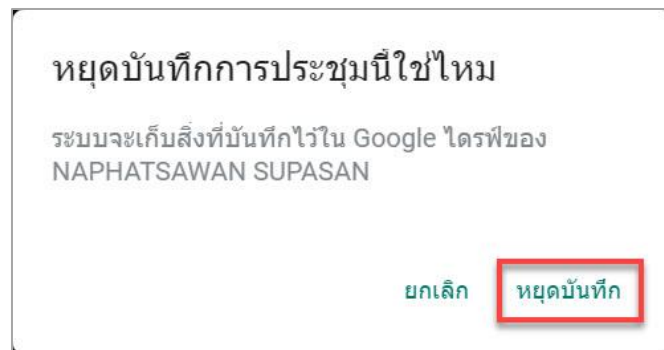 หยุดบันทึกการประชุมนี้ใช่ไหม
ระบบจะเก็บสิ่งที่บันทึกไว้ใน Google ไดรฟ์ของ
NAPHATSAWAN SUPASAN
ยกเลิก หยุดบันทึก